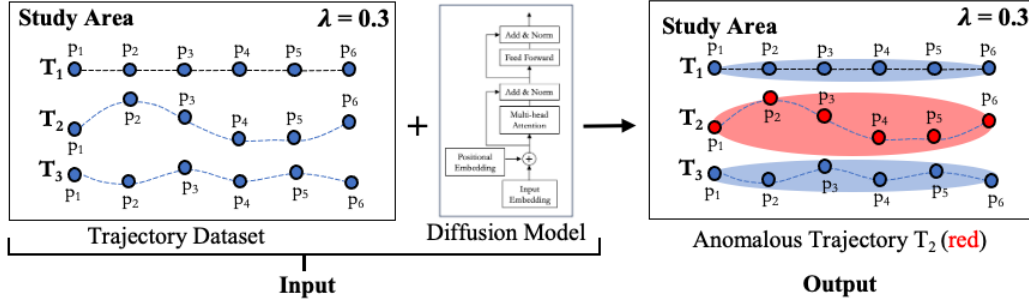 Study Area
λ = 0.3
p1 p2 p3 p4 p5 p6
T1
T2
p1 p2 p3 p4 p5 p6
T3
p1 p2 p3 p4 p5 p6
Trajectory Dataset
+
Add & Norm
Feed Forward
Add & Norm
Multi-head
Attention
Positional
Embedding
+
Input
Embedding
Diffusion Model
Input
Study Area
λ = 0.3
p1 p2 p3 p4 p5 p6
T1
T2
p1 p2 p3 p4 p5 p6
T3
p1 p2 p3 p4 p5 p6
Anomalous Trajectory T2 (red)
Output